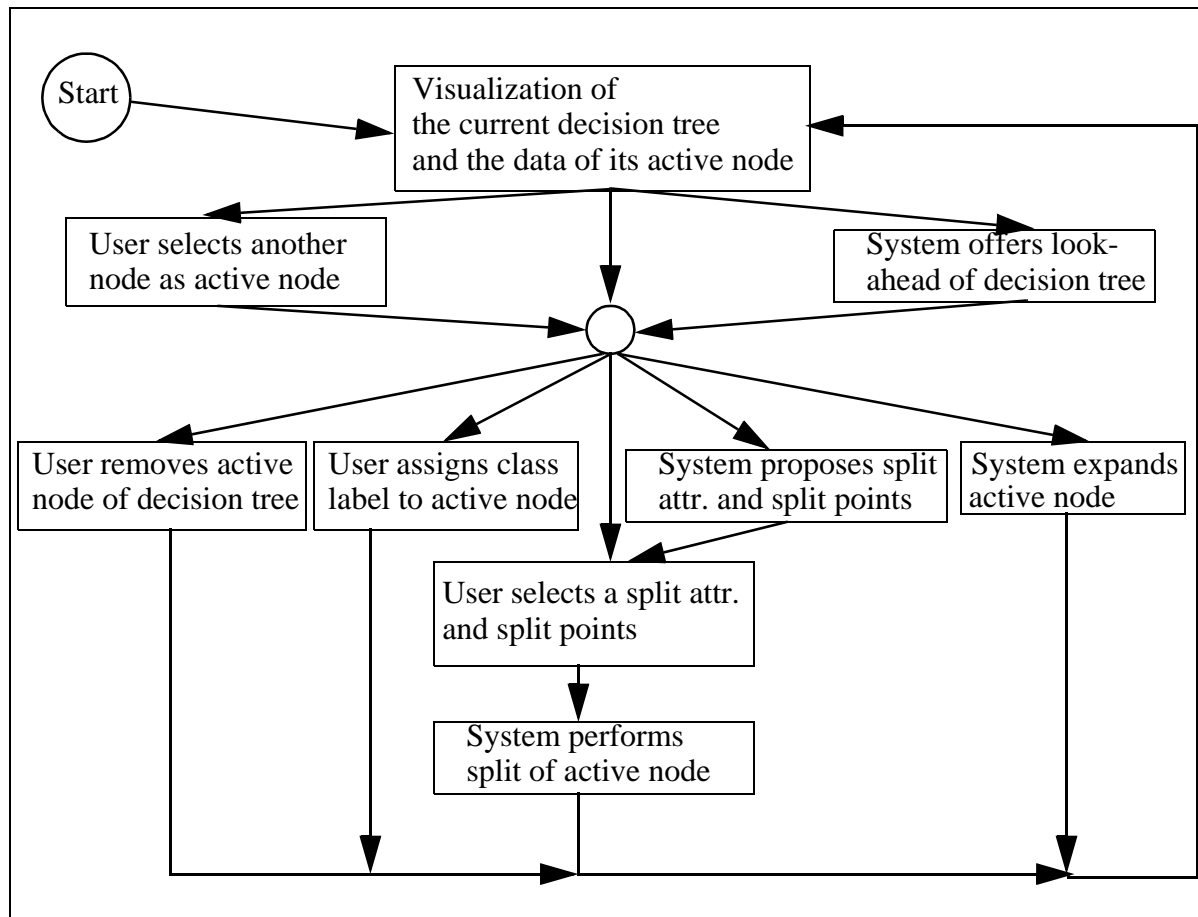 Start
Visualization of
the current decision tree
and the data of its active node
User selects another
node as active node
System offers look-
ahead of decision tree
User removes active
node of decision tree
User assigns class
label to active node
System proposes split
attr. and split points
System expands
active node
User selects a split attr.
and split points
System performs
split of active node